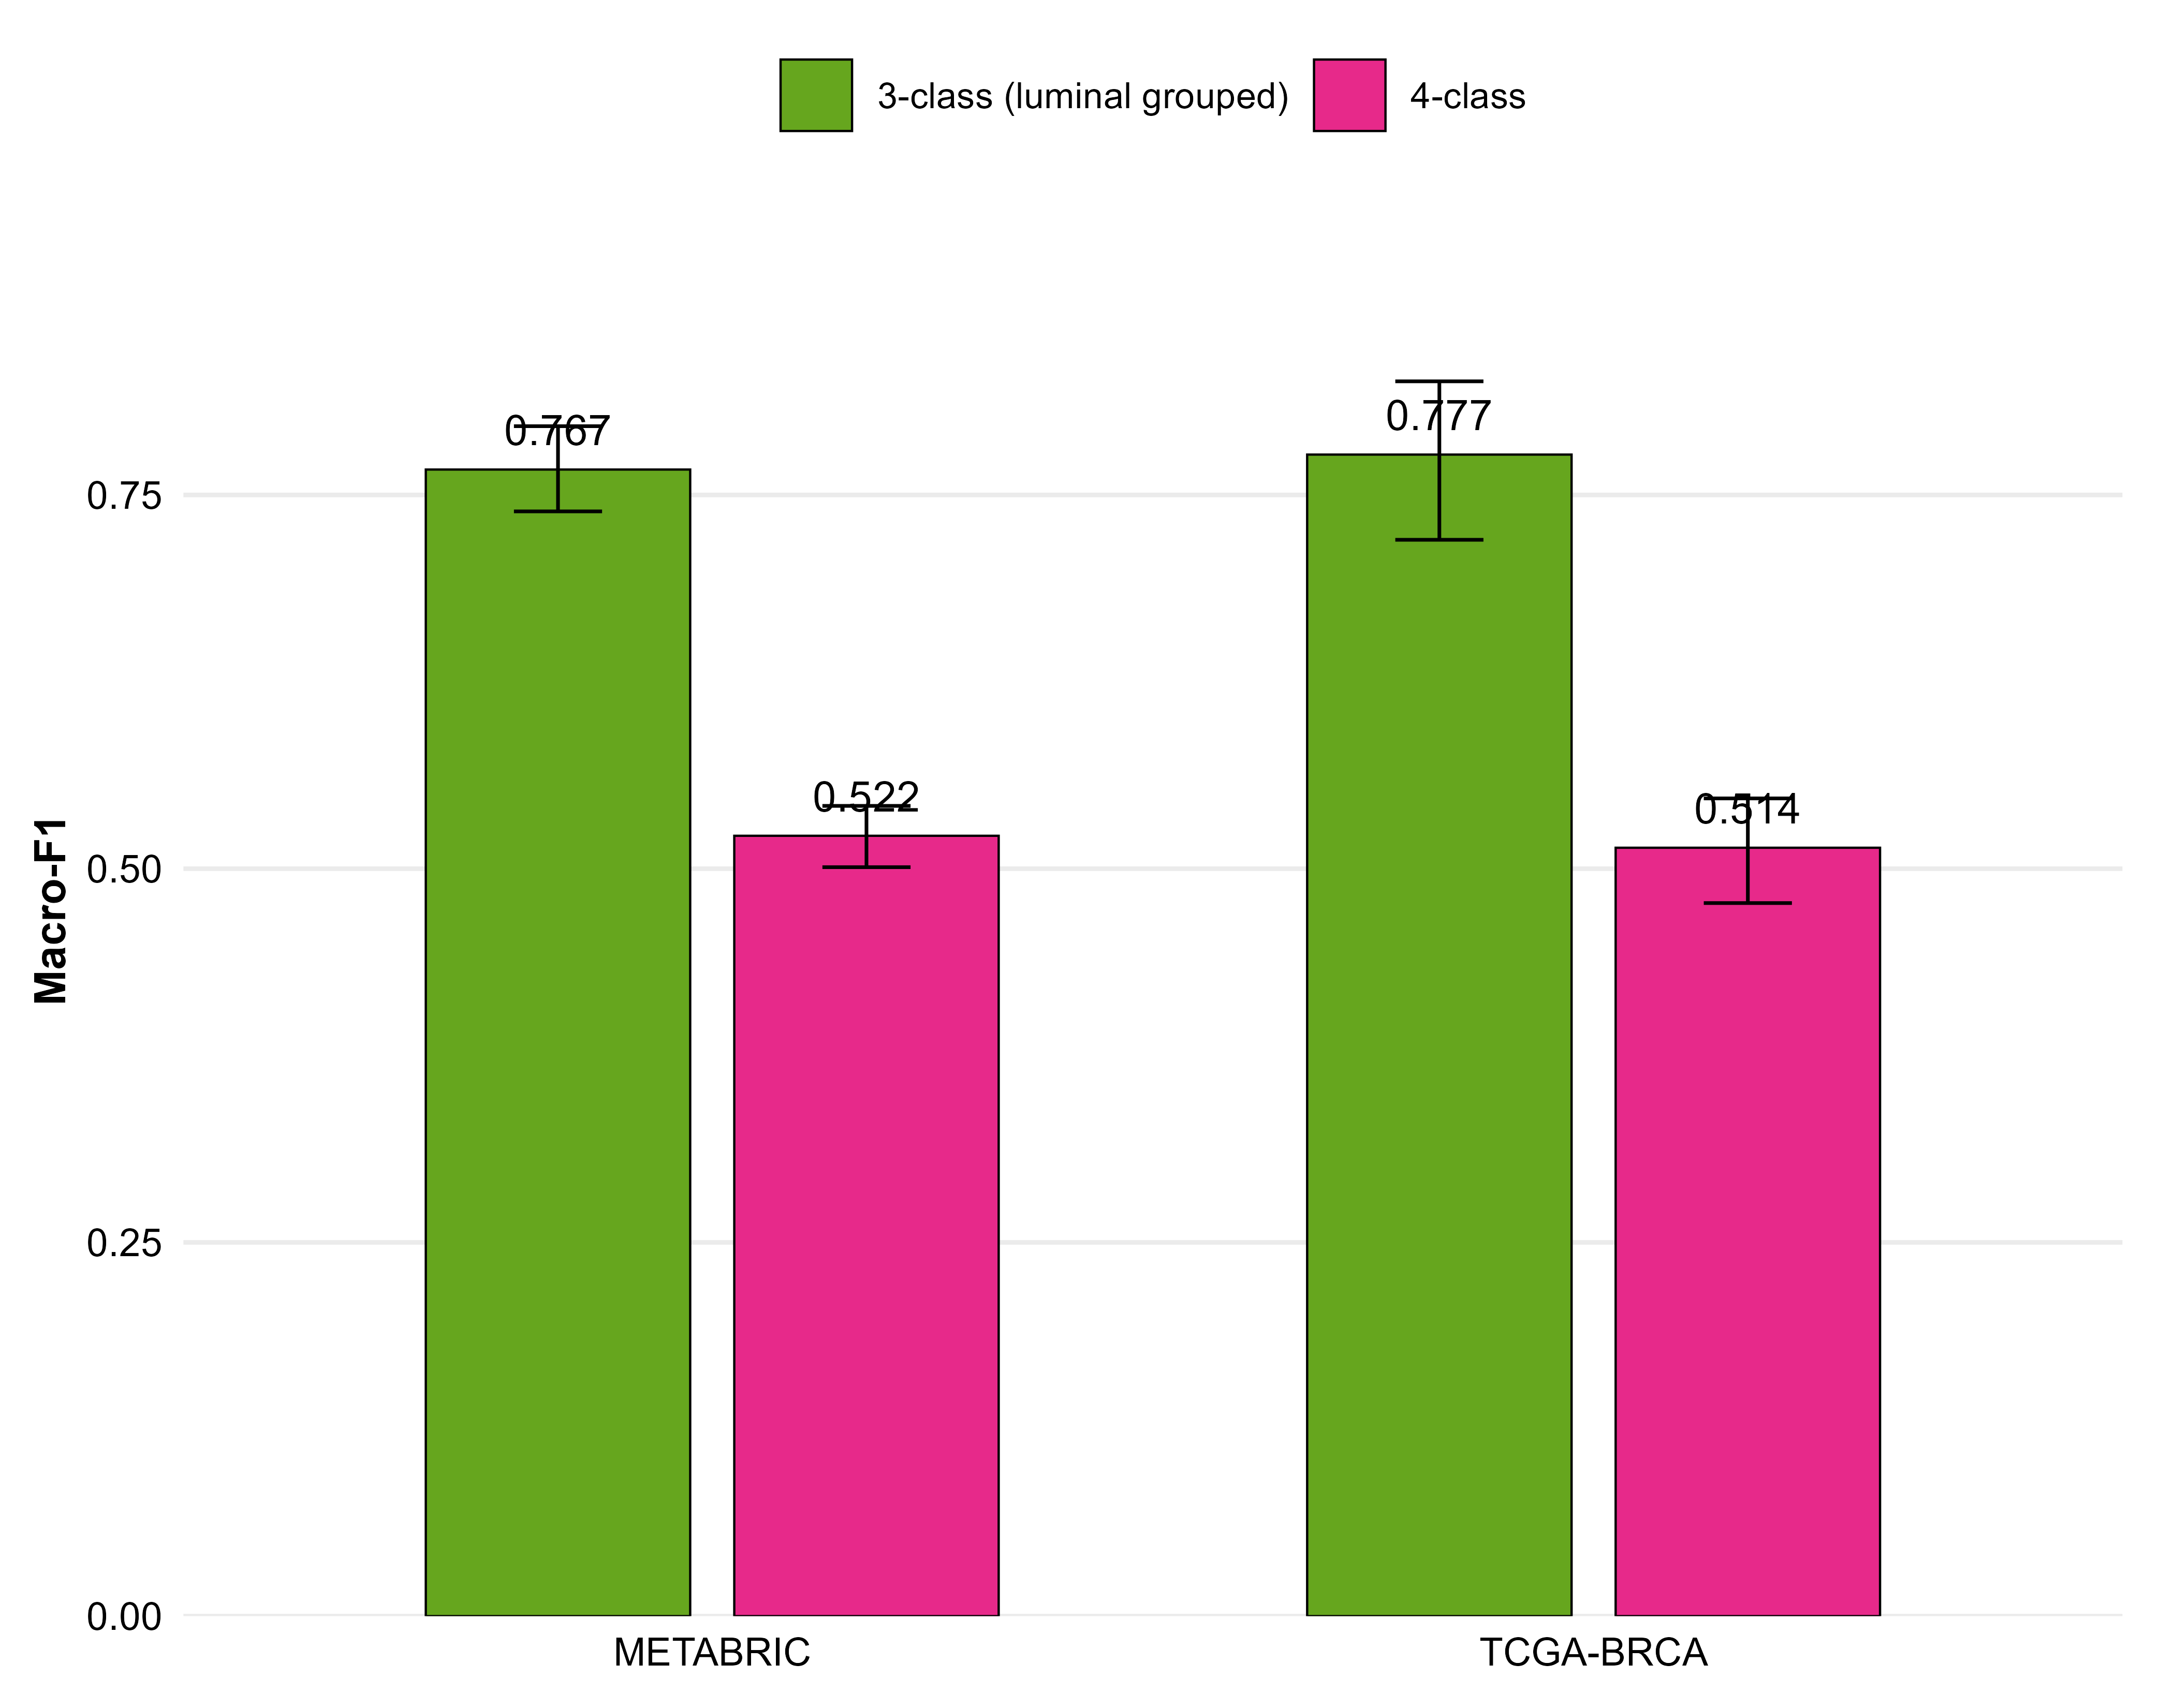 3-class (luminal grouped) 4-class
0.767
0.777
0.75
0.522
0.514
0.50
Macro-F1
0.25
0.00
METABRIC TCGA-BRCA